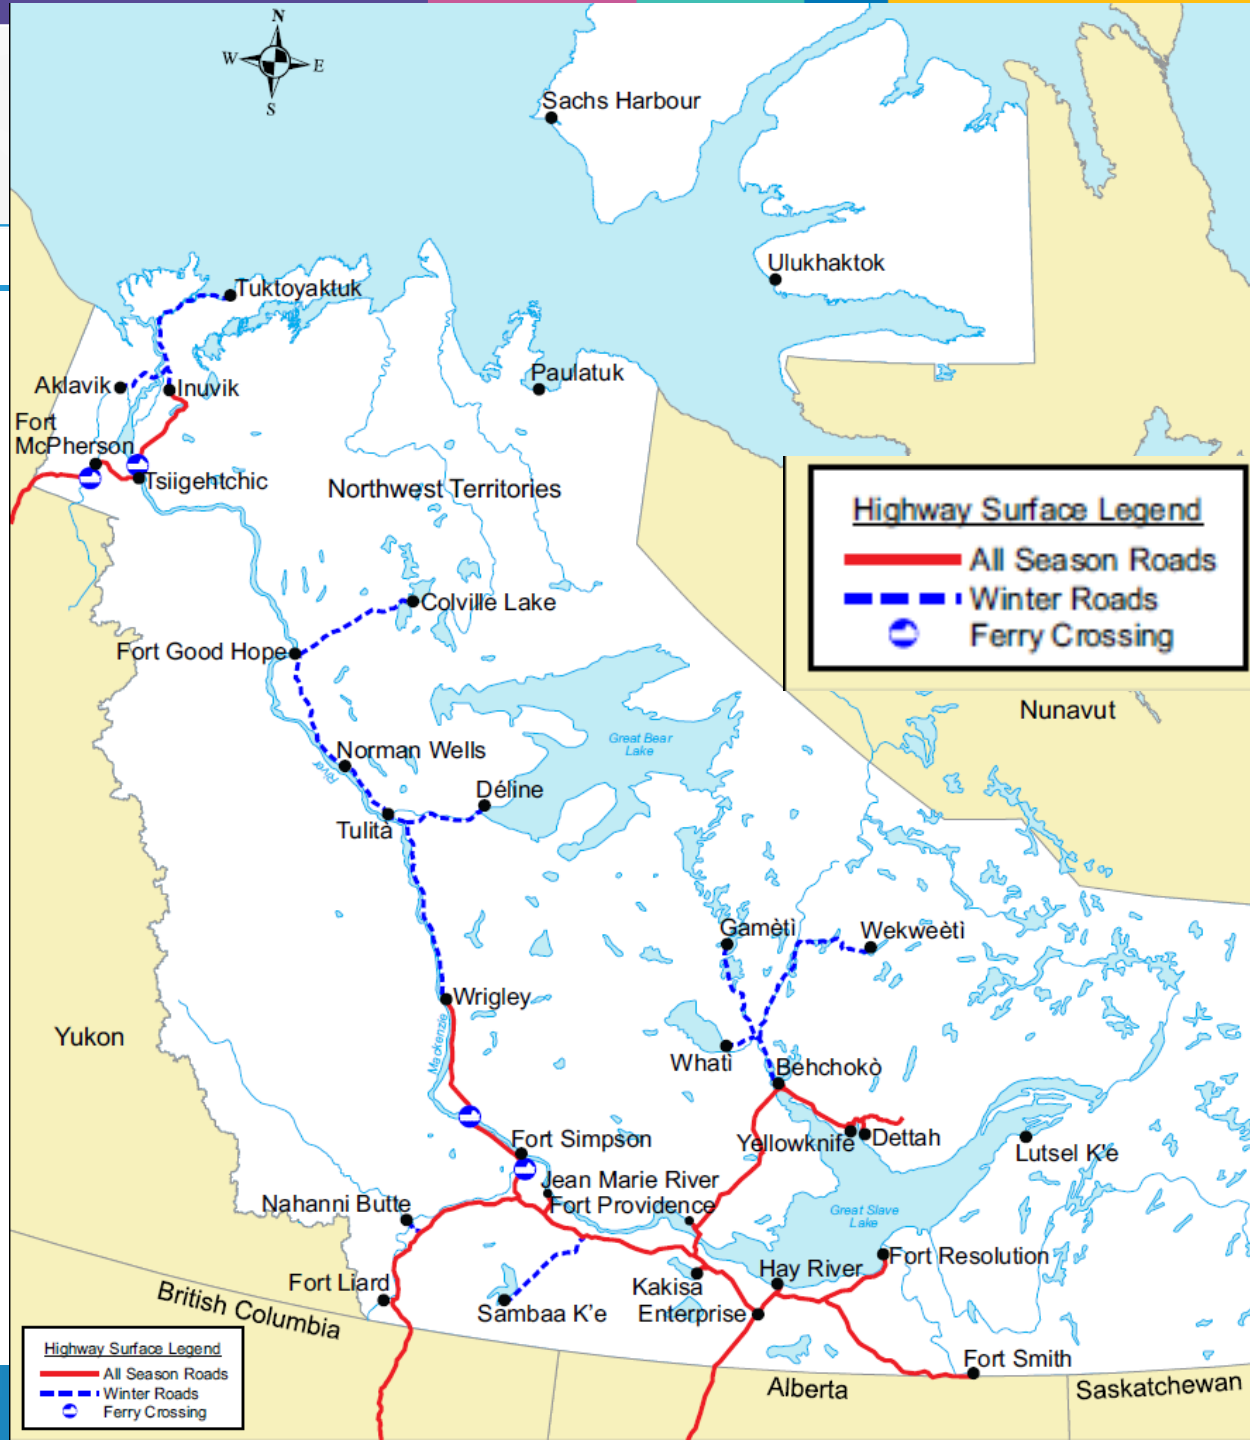 N
W
E
S
Sachs Harbour
Ulukhaktok
Tuktoyaktuk
Paulatuk
Aklavik
Inuvik
Fort
McPherson
Tsiigehtchic
Northwest Territories
Highway Surface Legend
All Season Roads
Winter Roads
Ferry Crossing
Colville Lake
Fort Good Hope
Nunavut
Great Bear
Lake
Norman Wells
River
Déline
Tulita
Gamètì
Wekweètì
Wrigley
Yukon
Mackenzie
Whatì
Behchokò
Fort Simpson
Yellowknife
Dettah
Lutsel K'e
Jean Marie River
Nahanni Butte
Fort Providence
Great Slave
Lake
Fort Resolution
Hay River
Fort Liard
Kakisa
British Columbia
Sambaa K'e
Enterprise
Highway Surface Legend
All Season Roads
Winter Roads
Ferry Crossing
Fort Smith
Alberta
Saskatchewan